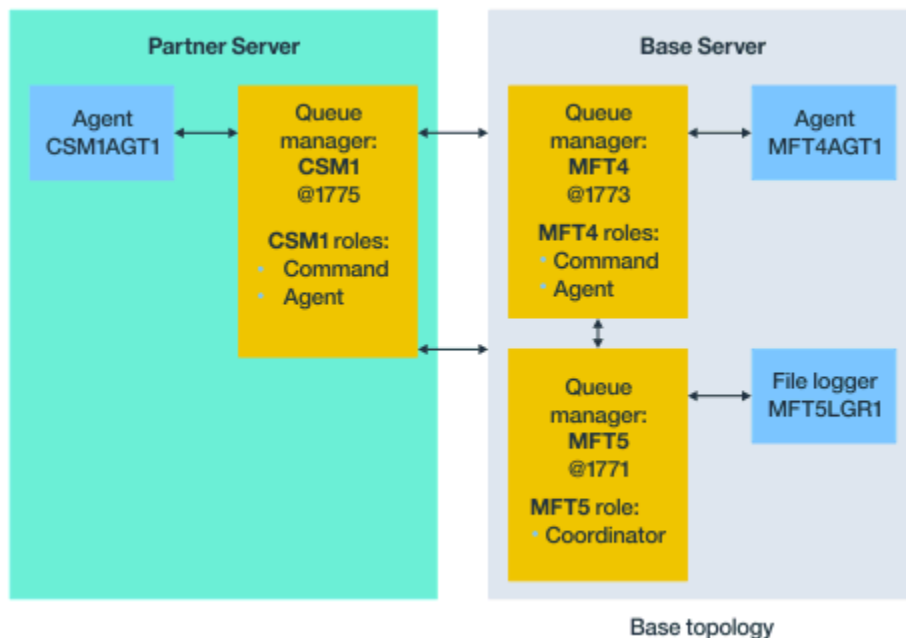 Partner Server
Agent
CSM1AGT1
Queue
manager:
CSM1
@1775
CSM1 roles:
• Command
• Agent
Base Server
Queue
manager:
MFT4
@1773
MFT4 roles:
• Command
• Agent
Agent
MFT4AGT1
Queue
manager:
MFT5
@1771
MFT5 role:
• Coordinator
File logger
MFT5LGR1
Base topology